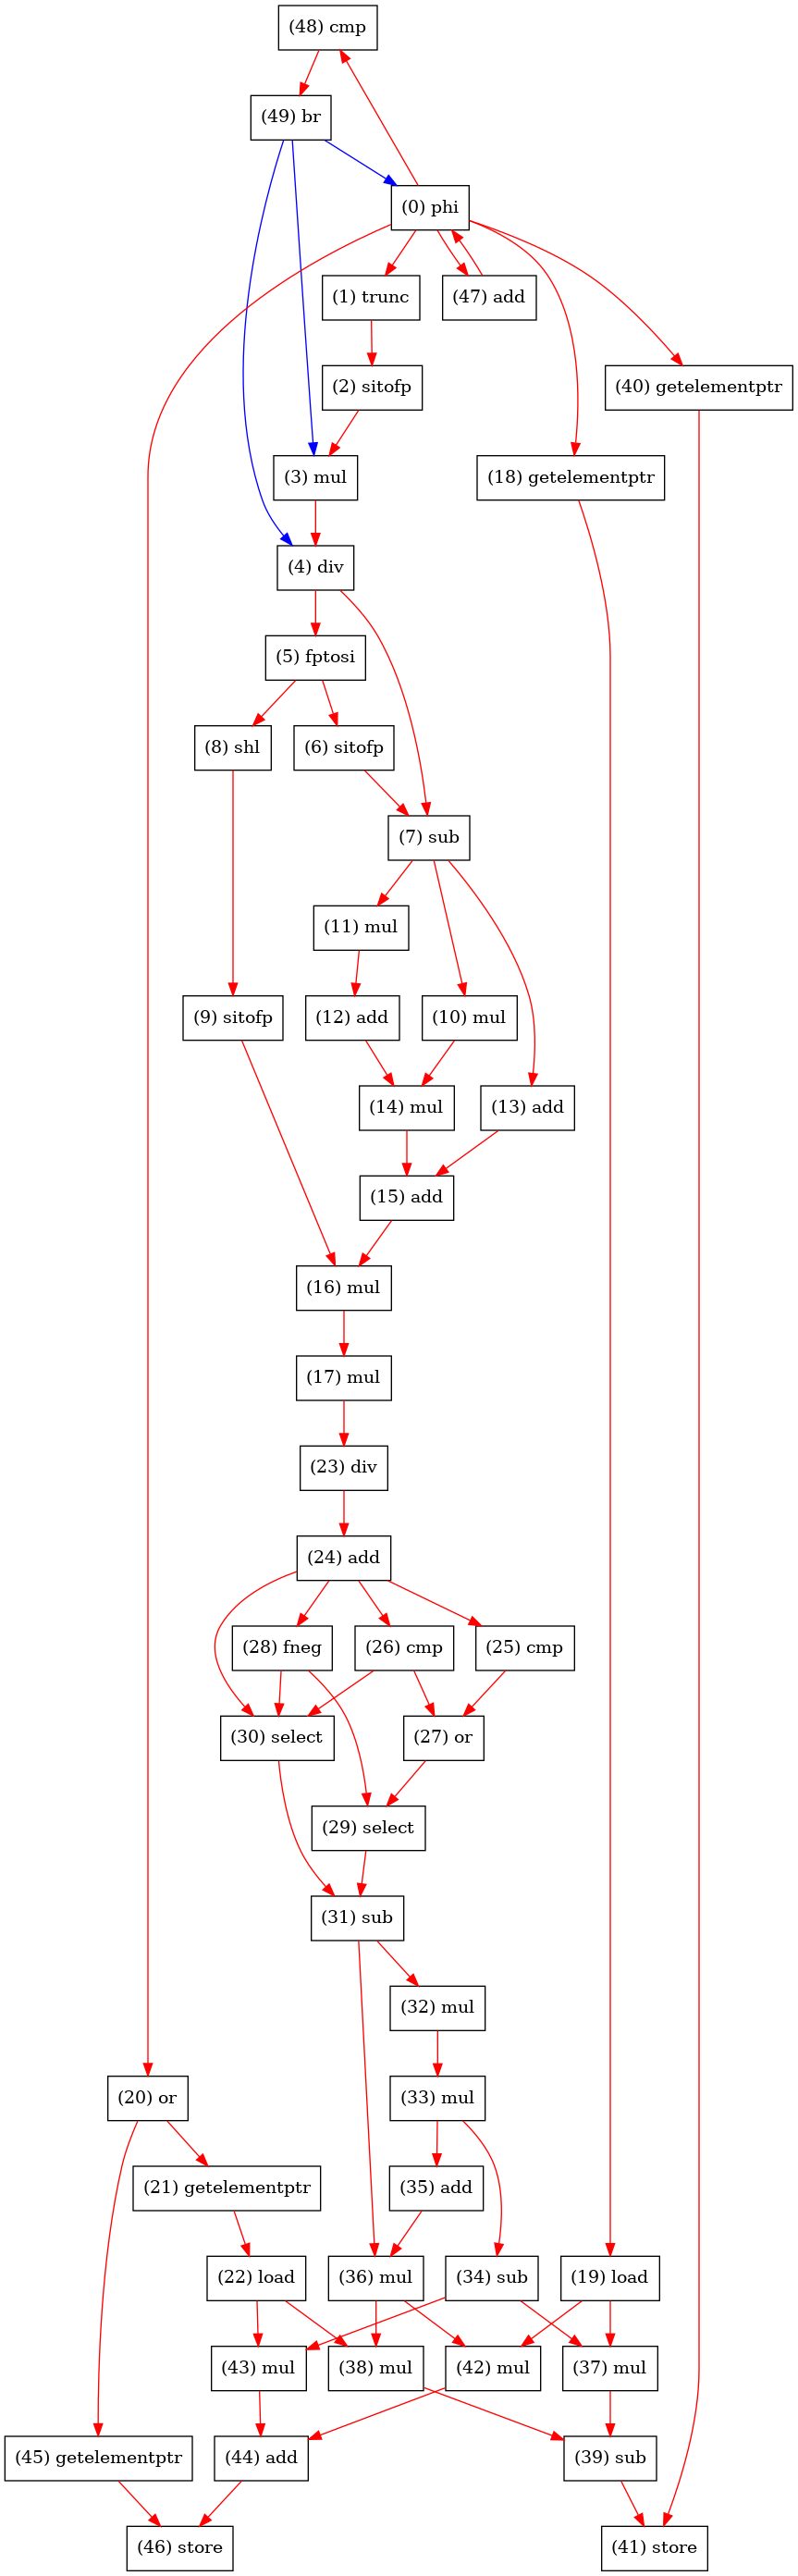 (48) cmp
(49) br
(0) phi
(1) trunc
(47) add
(2) sitofp
(40) getelementptr
(3) mul
(18) getelementptr
(4) div
(5) fptosi
(8) shl
(6) sitofp
(7) sub
(11) mul
(9) sitofp
(12) add
(10) mul
(14) mul
(13) add
(15) add
(16) mul
(17) mul
(23) div
(24) add
(28) fneg
(26) cmp
(25) cmp
(30) select
(27) or
(29) select
(31) sub
(32) mul
(20) or
(33) mul
(21) getelementptr
(35) add
(22) load
(36) mul
(34) sub
(19) load
(43) mul
(38) mul
(42) mul
(37) mul
(45) getelementptr
(44) add
(39) sub
(46) store
(41) store